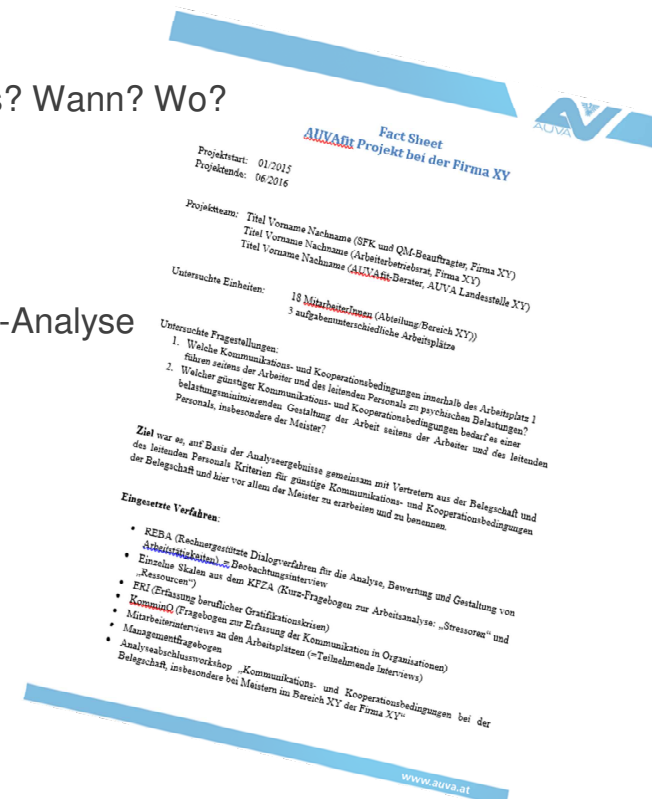 s? Wann? Wo?
-Analyse
AUVA
Fact Sheet
AUVAfit Projekt bei der Firma XY
Projektstart: 01/2015
Projektende: 06/2016
Projektteam: Titel Vorname Nachname (SFK und QM-Beauftragter, Firma XY)
Titel Vorname Nachname (Arbeiterbetriebsrat, Firma XY)
Titel Vorname Nachname (AUVAfit-Berater, AUVA Landesstelle XY)
Untersuchte Einheiten: 18 MitarbeiterInnen (Abteilung/Bereich XY))
3 aufgabenunterschiedliche Arbeitsplätze
Untersuchte Fragestellungen:
1. Welche Kommunikations- und Kooperationsbedingungen innerhalb des Arbeitsplatz 1
führen seitens der Arbeiter und des leitenden Personals zu psychischen Belastungen?
2. Welcher günstiger Kommunikations- und Kooperationsbedingungen bedarf es einer
belastungsminimierenden Gestaltung der Arbeit seitens der Arbeiter und des leitenden
Personals, insbesondere der Meister?
Ziel war es, auf Basis der Analyseergebnisse gemeinsam mit Vertretern aus der Belegschaft und
des leitenden Personals Kriterien für günstige Kommunikations- und Kooperationsbedingungen
der Belegschaft und hier vor allem der Meister zu erarbeiten und zu benennen.
Eingesetzte Verfahren:
• REBA (Rechnergestützte Dialogverfahren für die Analyse, Bewertung und Gestaltung von
Arbeitstätigkeiten) = Beobachtungsinterview
• Einzelne Skalen aus dem KFZA (Kurz-Fragebogen zur Arbeitsanalyse: „Stressoren“ und
„Ressourcen“)
• ERI (Erfassung beruflicher Gratifikationskrisen)
• KomminO (Fragebogen zur Erfassung der Kommunikation in Organisationen)
• Mitarbeiterinterviews an den Arbeitsplätzen (=Teilnehmende Interviews)
• Managementfragebogen
• Analyseabschlussworkshop „Kommunikations- und Kooperationsbedingungen bei der
Belegschaft, insbesondere bei Meistern im Bereich XY der Firma XY“
www.auva.at